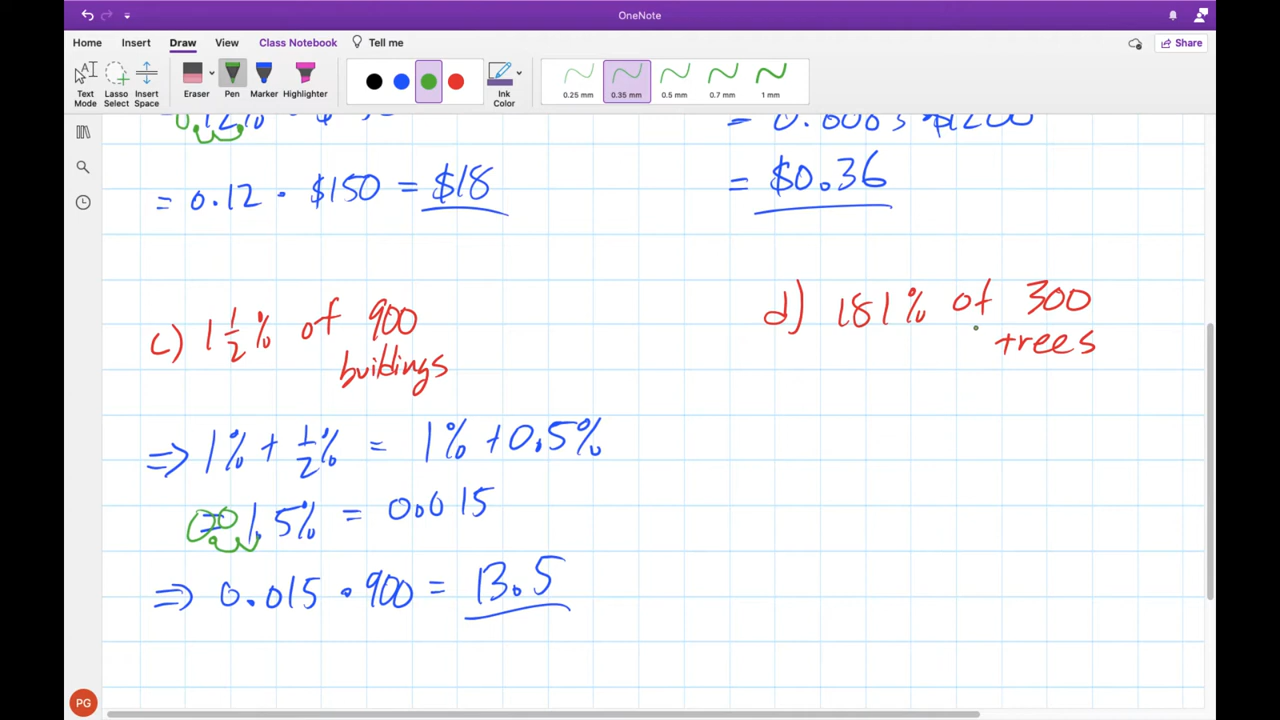 OneNote
Home Insert Draw View Class Notebook Tell me
Share
Text Mode
Lasso Select
Insert Space
Eraser
Pen
Marker
Highlighter
Ink Color
0.25 mm
0.35 mm
0.5 mm
0.7 mm
1 mm
= 0.12 · $150 = $18
= $0.36
c) 1 1/2 % of 900
buildings
⇒ 1% + 1/2 % = 1% + 0.5%
= 1.5% = 0.015
⇒ 0.015 · 900 = 13.5
d) 181% of 300
trees
PG